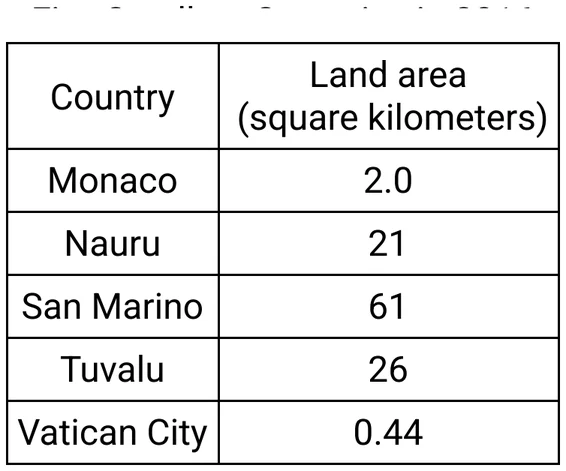 Country
Land area
(square kilometers)
Monaco 2.0
Nauru 21
San Marino 61
Tuvalu 26
Vatican City 0.44